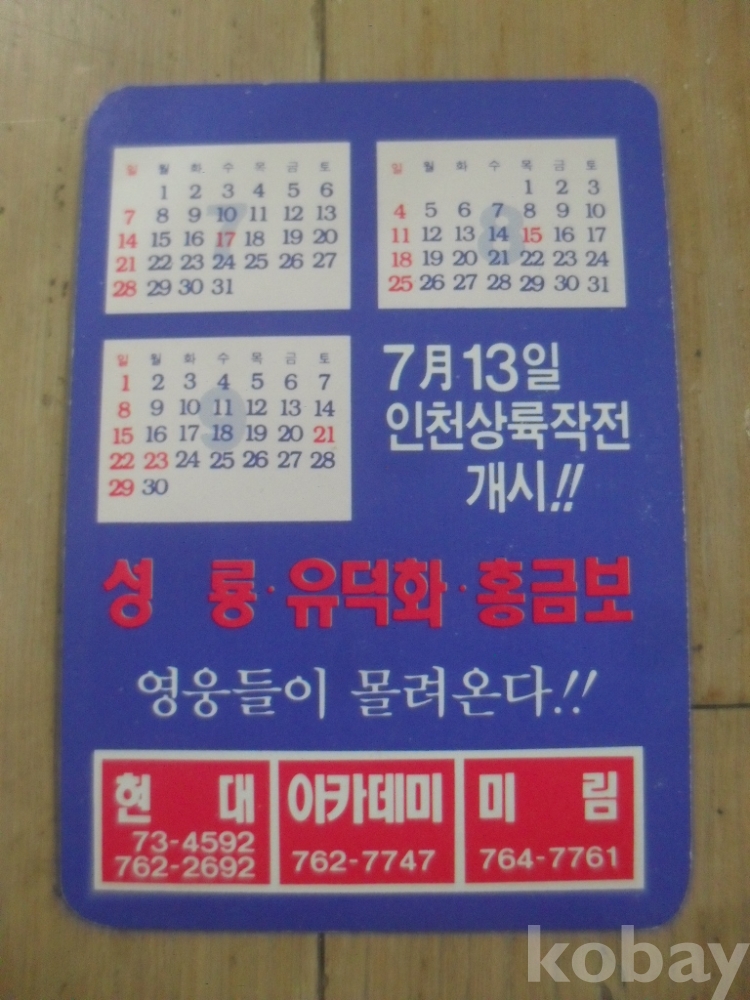 일 월 화 수 목 금 토
7
1 2 3 4 5 6
7 8 9 10 11 12 13
14 15 16 17 18 19 20
21 22 23 24 25 26 27
28 29 30 31
일 월 화 수 목 금 토
8
1 2 3
4 5 6 7 8 9 10
11 12 13 14 15 16 17
18 19 20 21 22 23 24
25 26 27 28 29 30 31
일 월 화 수 목 금 토
9
1 2 3 4 5 6 7
8 9 10 11 12 13 14
15 16 17 18 19 20 21
22 23 24 25 26 27 28
29 30
7月13일
인천상륙작전
개시!!
성 룡·유덕화·홍금보
영웅들이 몰려온다.!!
현 대
73-4592
762-2692
아카데미
762-7747
미 림
764-7761
kobay